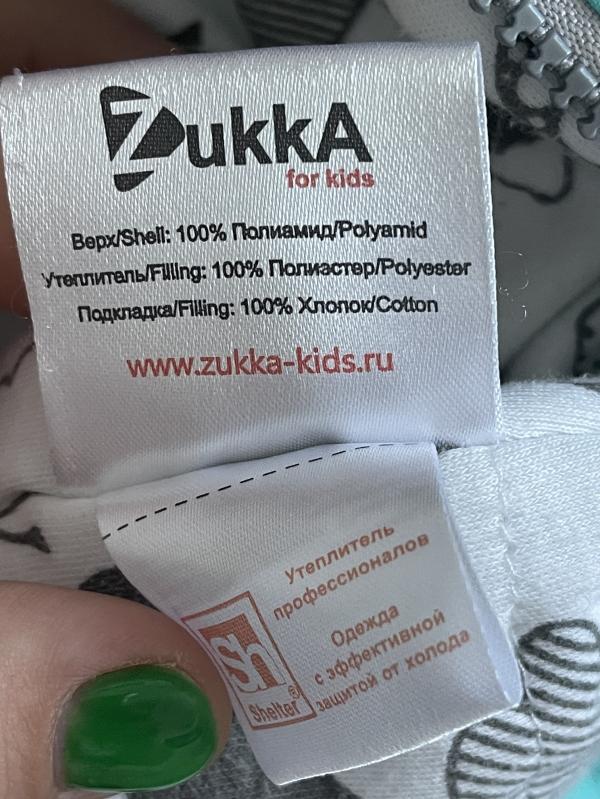 ZukkA
for kids
Верх/Shell: 100% Полиамид/Polyamid
Утеплитель/Filling: 100% Полиэстер/Polyester
Подкладка/Filling: 100% Хлопок/Cotton
www.zukka-kids.ru
Утеплитель
профессионалов
Sh
Shelter®
Одежда
с эффективной
защитой от холода